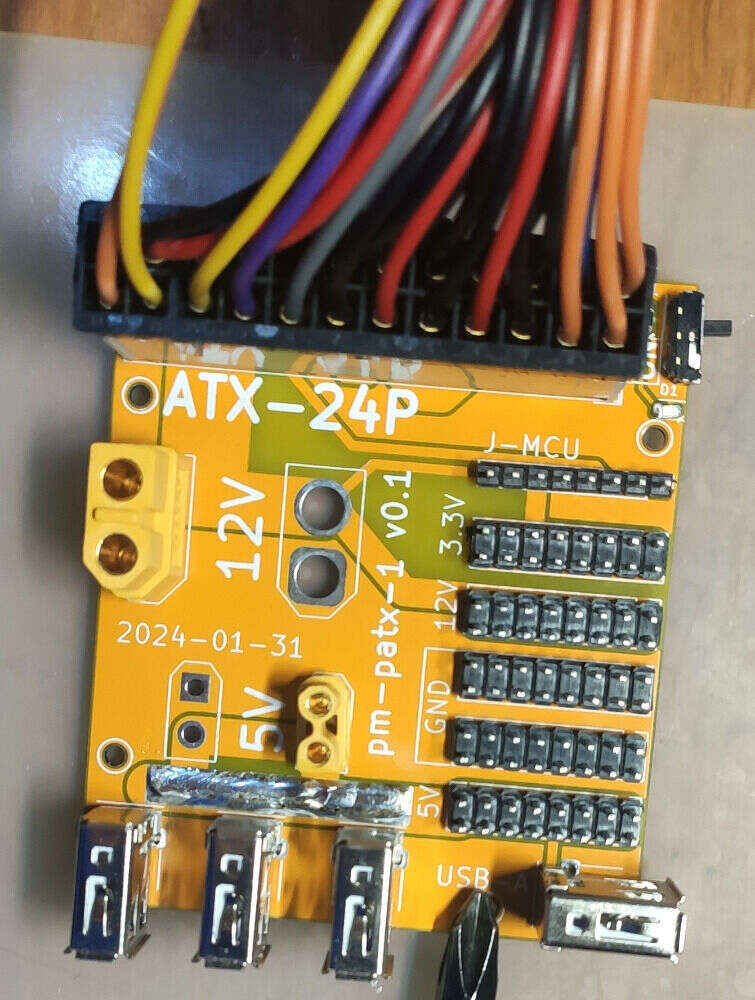 ATX-24P
D1
J-MCU
12V
pm-patx-1 v0.1
3.3V
12V
2024-01-31
5V
GND
5V
USB-A